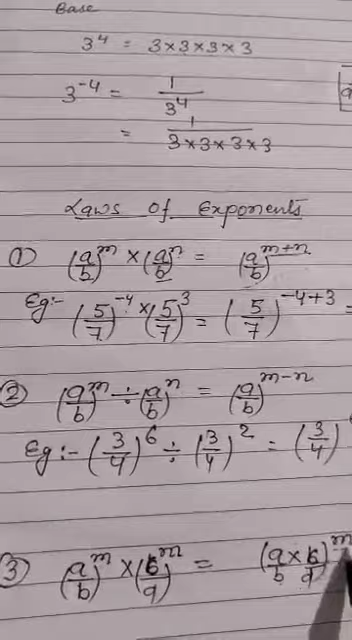 Base
3⁴ = 3×3×3×3
3⁻⁴ = 1/3⁴
= 1/3×3×3×3
Laws Of Exponents
① (a/b)^m × (a/b)^n = (a/b)^m+n
Eg:- (5/7)^-4 × (5/7)^3 = (5/7)^-4+3 =
② (a/b)^m ÷ (a/b)^n = (a/b)^m-n
Eg:- (3/4)^6 ÷ (3/4)^2 = (3/4)
③ (a/b)^m × (c/d)^m = (a/b × c/d)^m